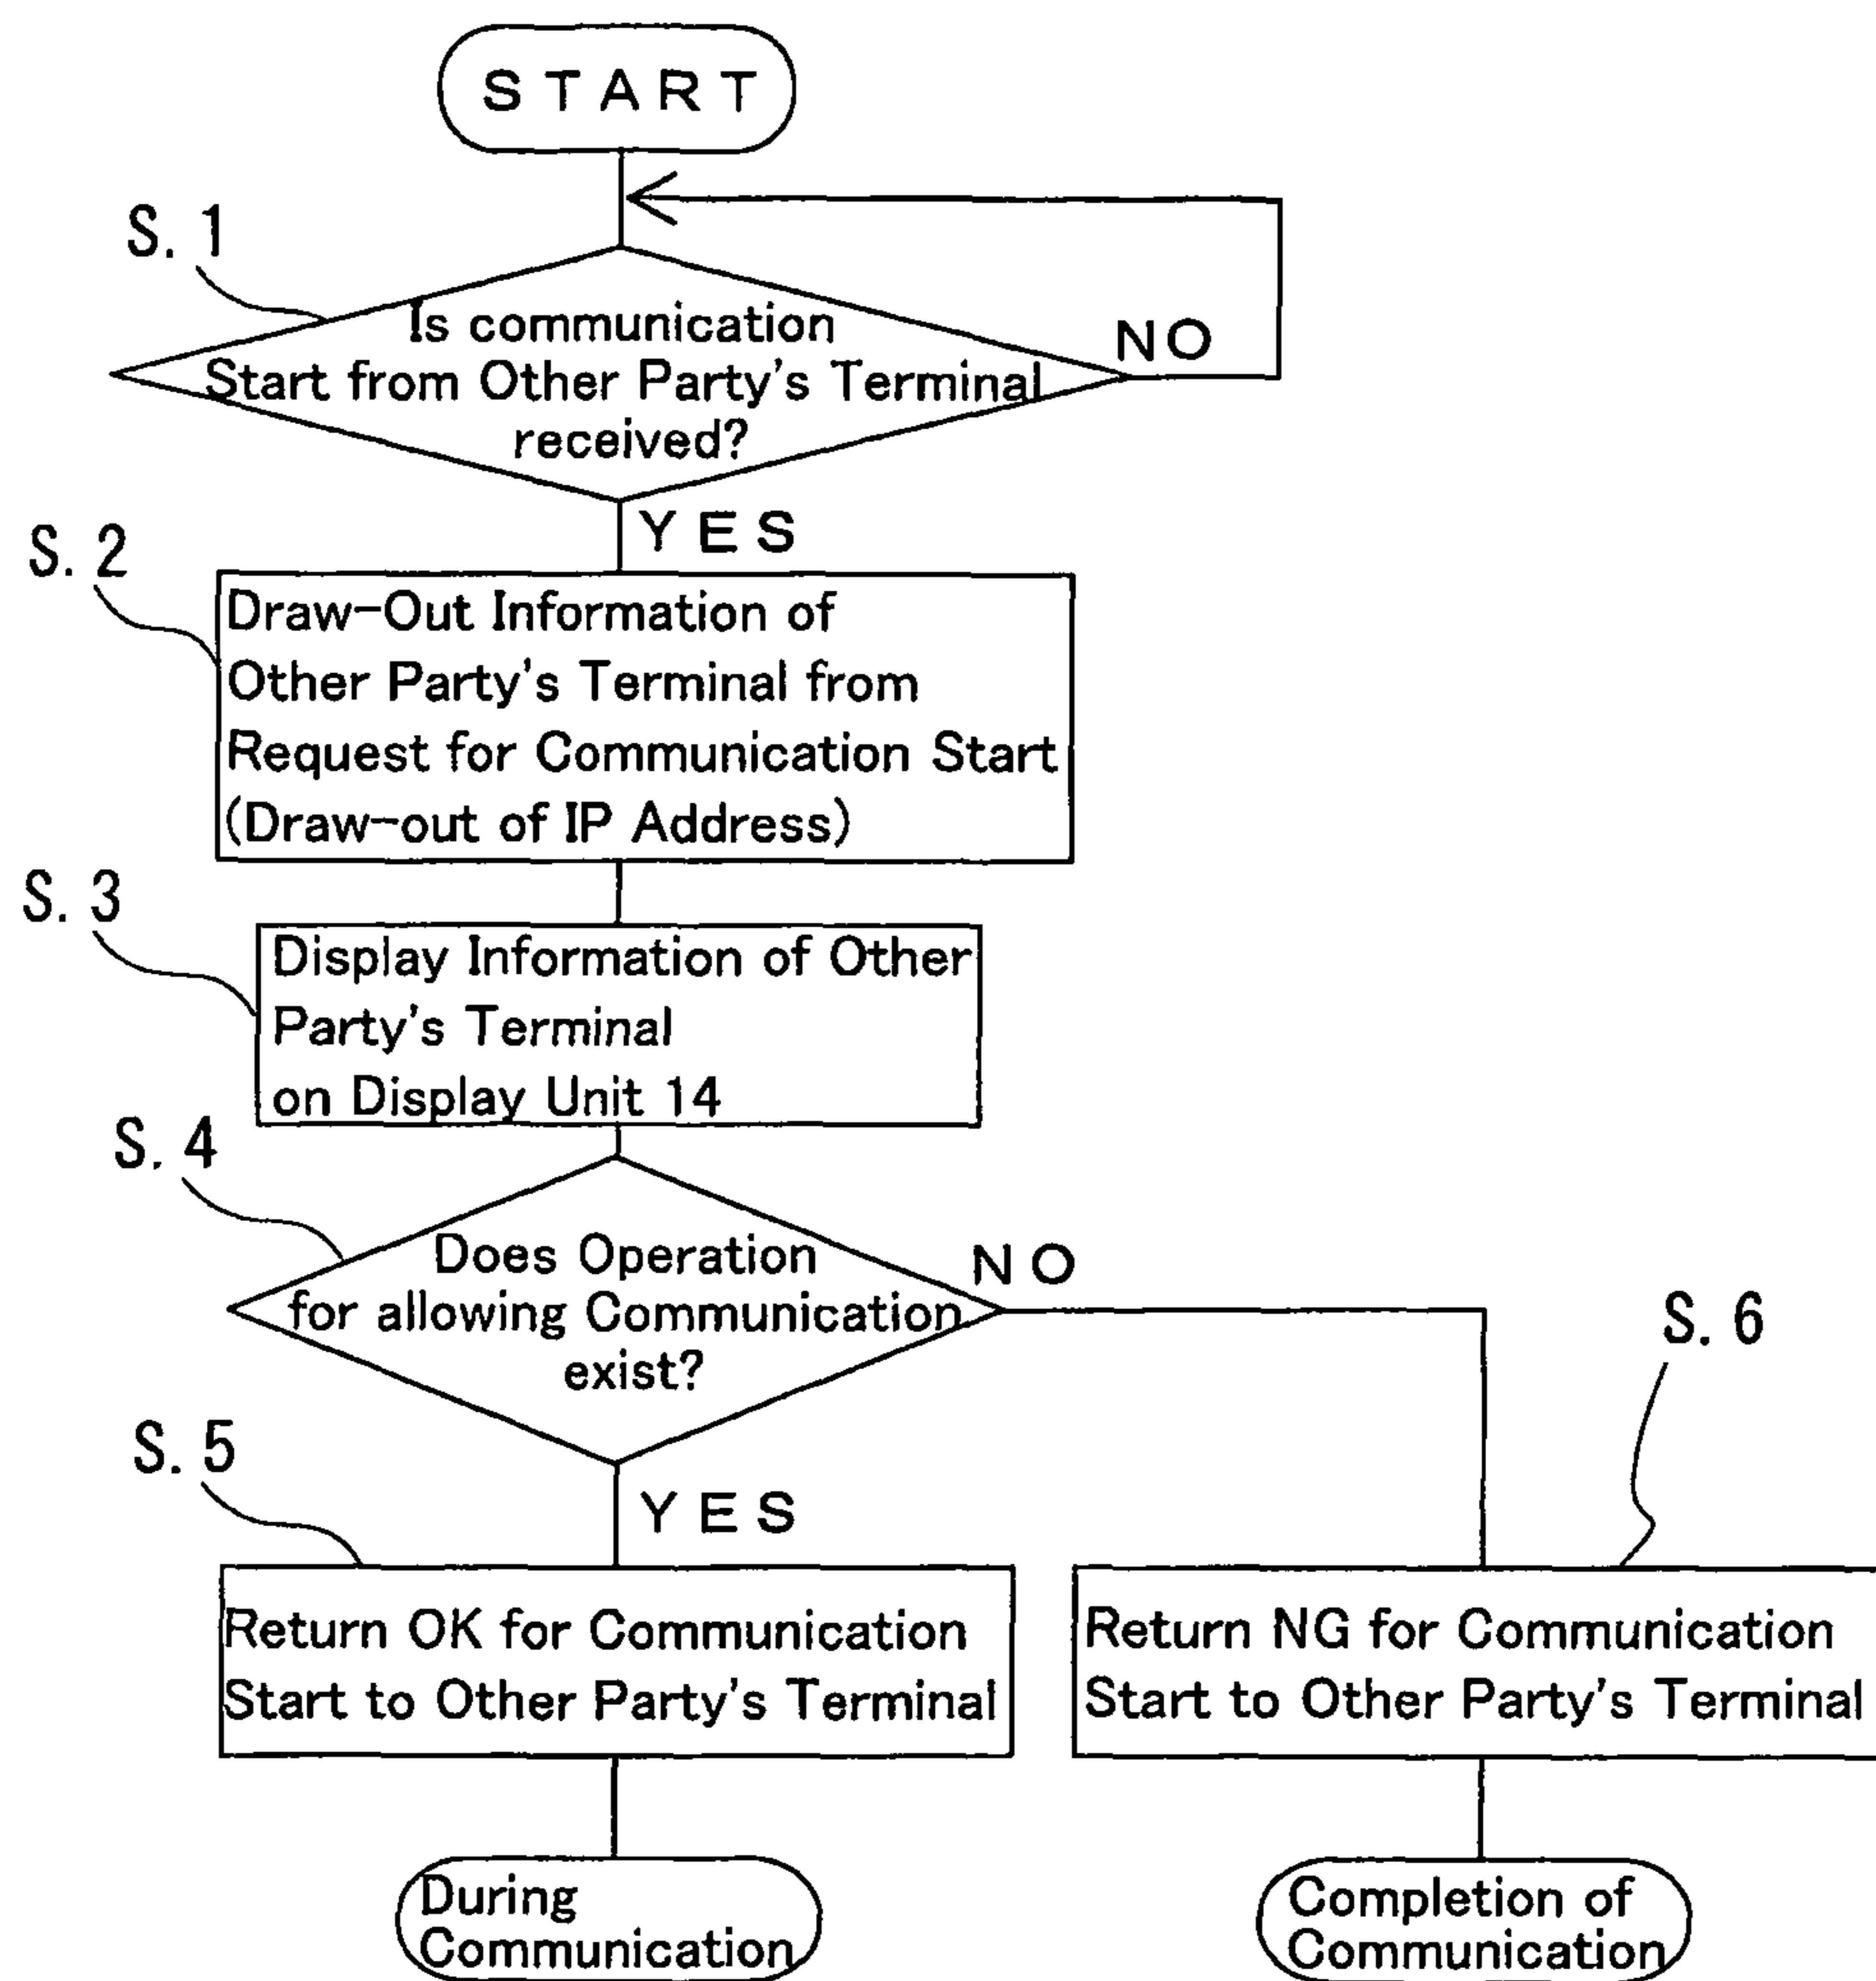 START
S. 1
Is communication
Start from Other Party's Terminal
received?
NO
YES
S. 2
Draw-Out Information of
Other Party's Terminal from
Request for Communication Start
(Draw-out of IP Address)
S. 3
Display Information of Other
Party's Terminal
on Display Unit 14
S. 4
Does Operation
for allowing Communication
exist?
NO
YES
S. 5
Return OK for Communication
Start to Other Party's Terminal
S. 6
Return NG for Communication
Start to Other Party's Terminal
During
Communication
Completion of
Communication